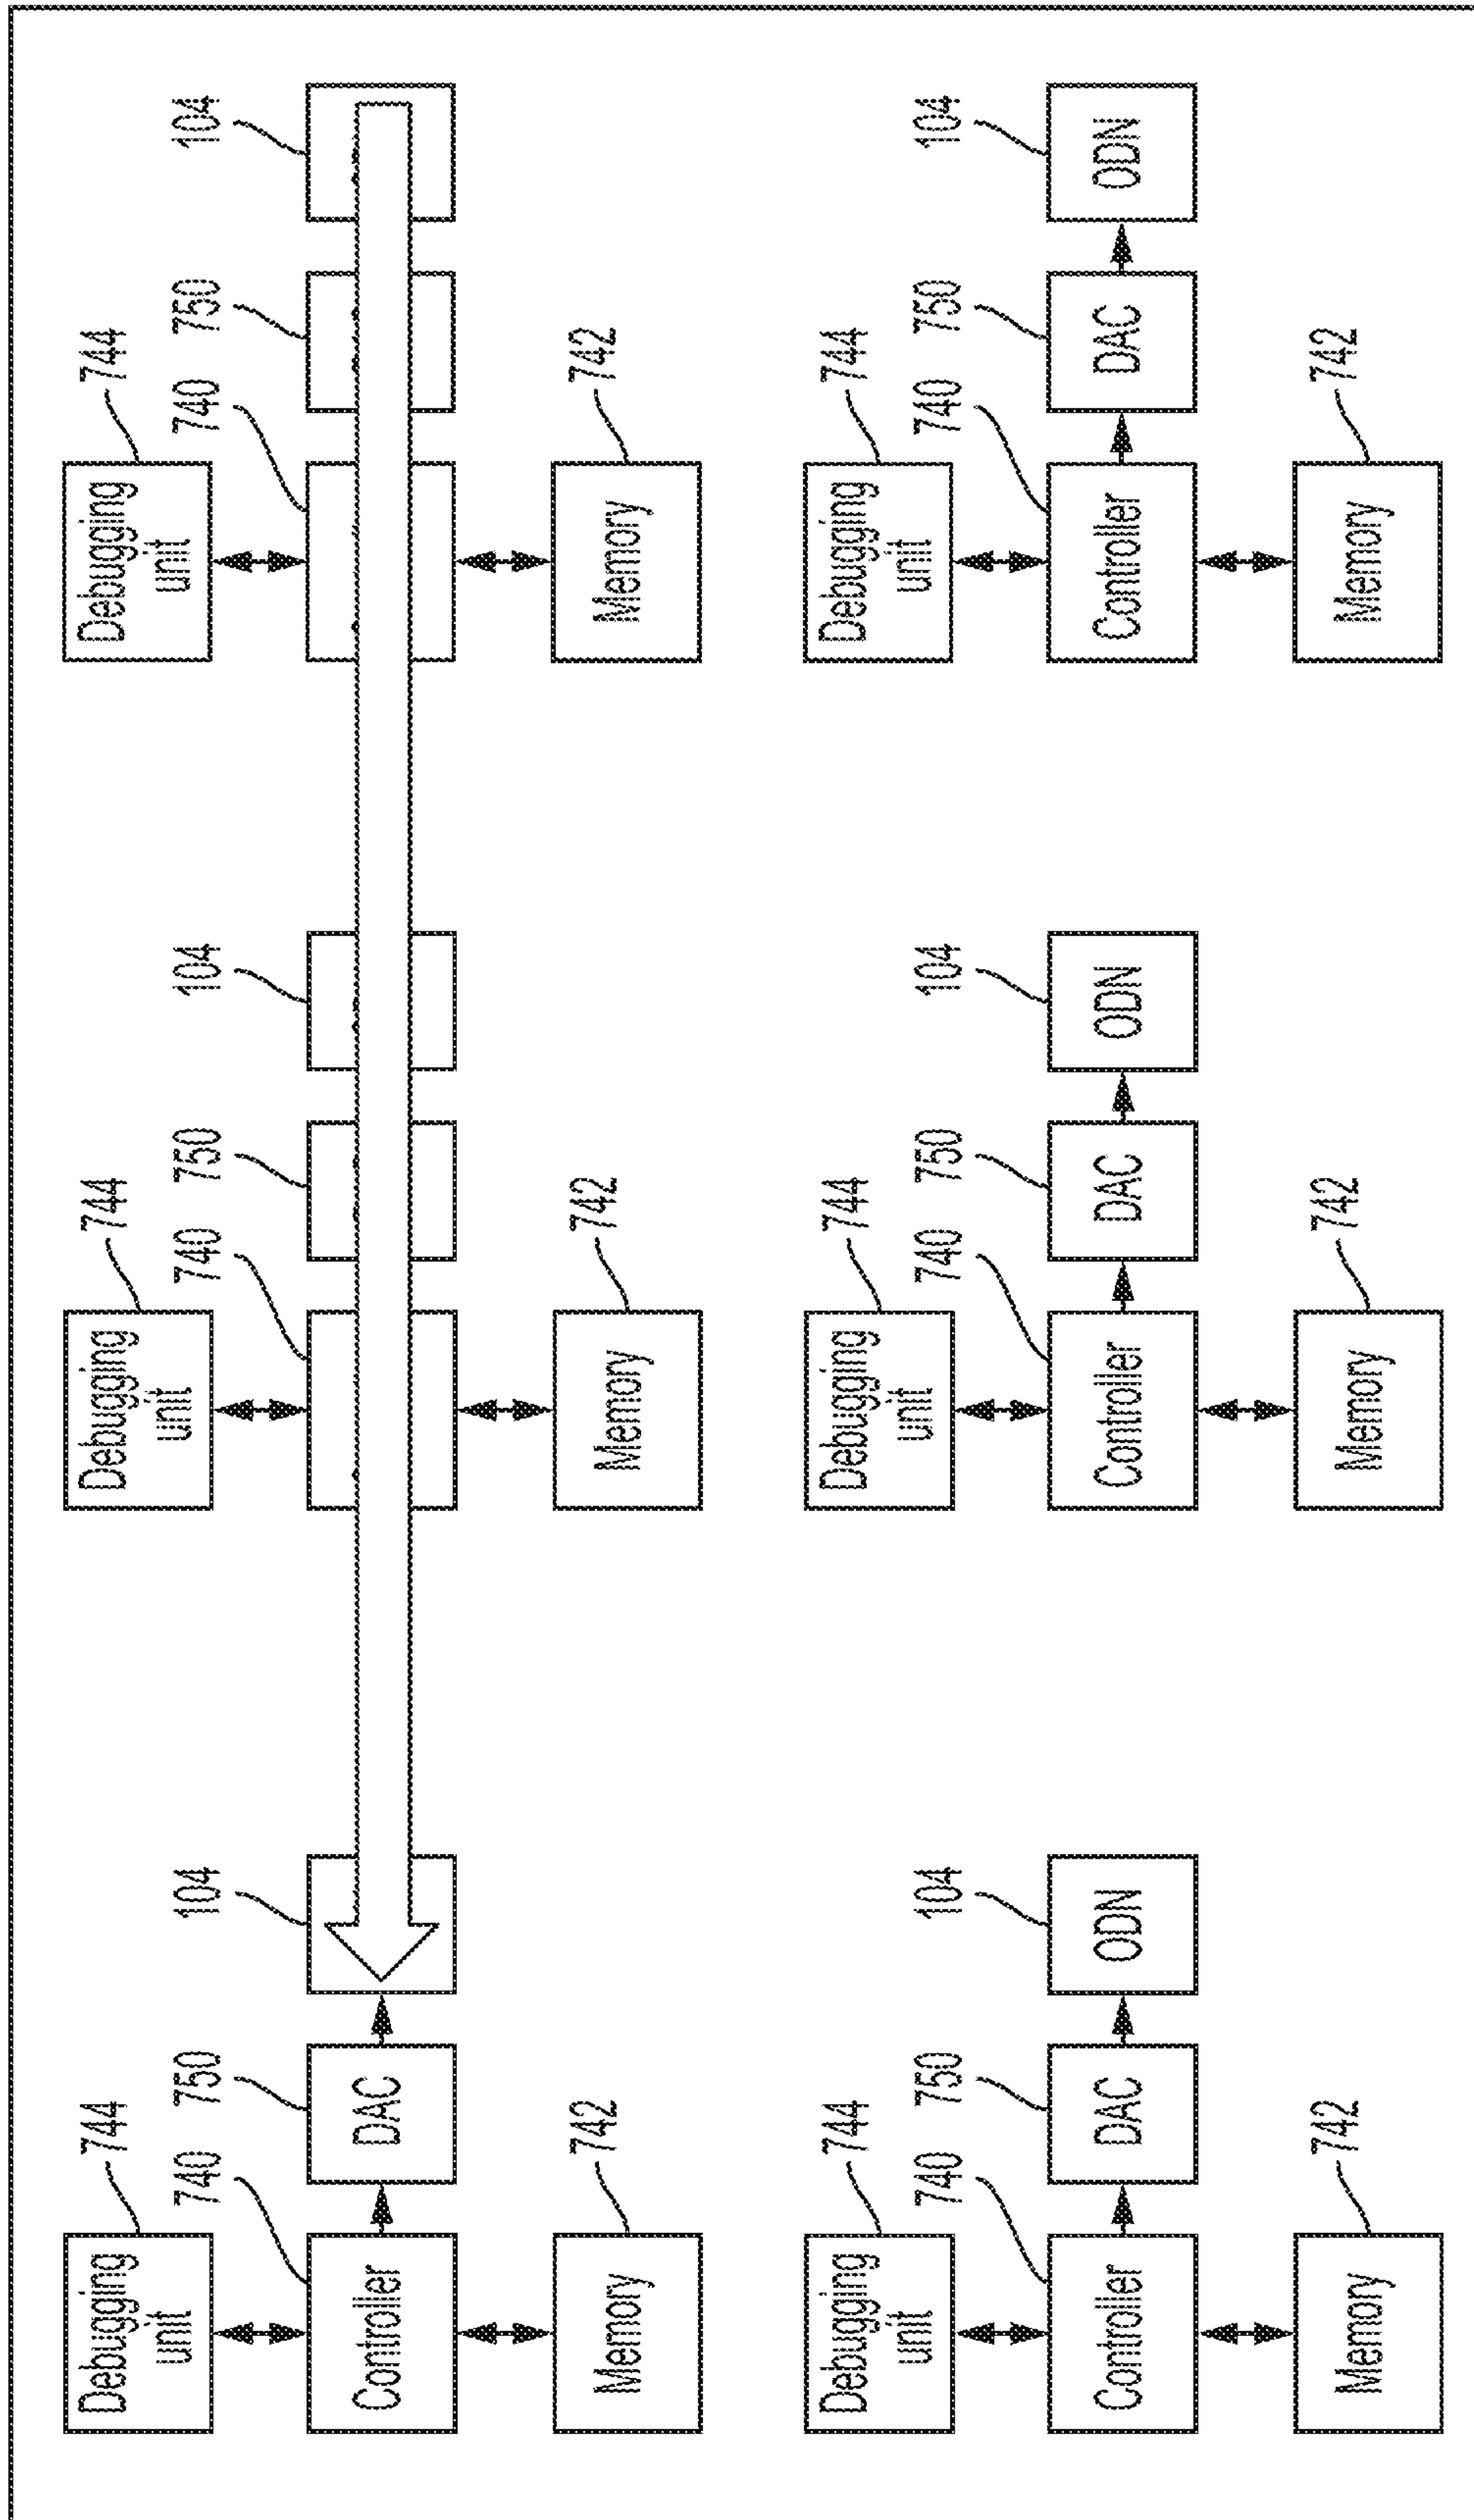 Debugging
unit
744
740
750
104
Controller
DAC
742
Memory
Debugging
unit
744
740
750
104
742
Memory
Debugging
unit
744
740
750
104
742
Memory
Debugging
unit
744
740
750
104
Controller
DAC
ODN
742
Memory
Debugging
unit
744
740
750
104
Controller
DAC
ODN
742
Memory
Debugging
unit
744
740
750
104
Controller
DAC
ODN
742
Memory